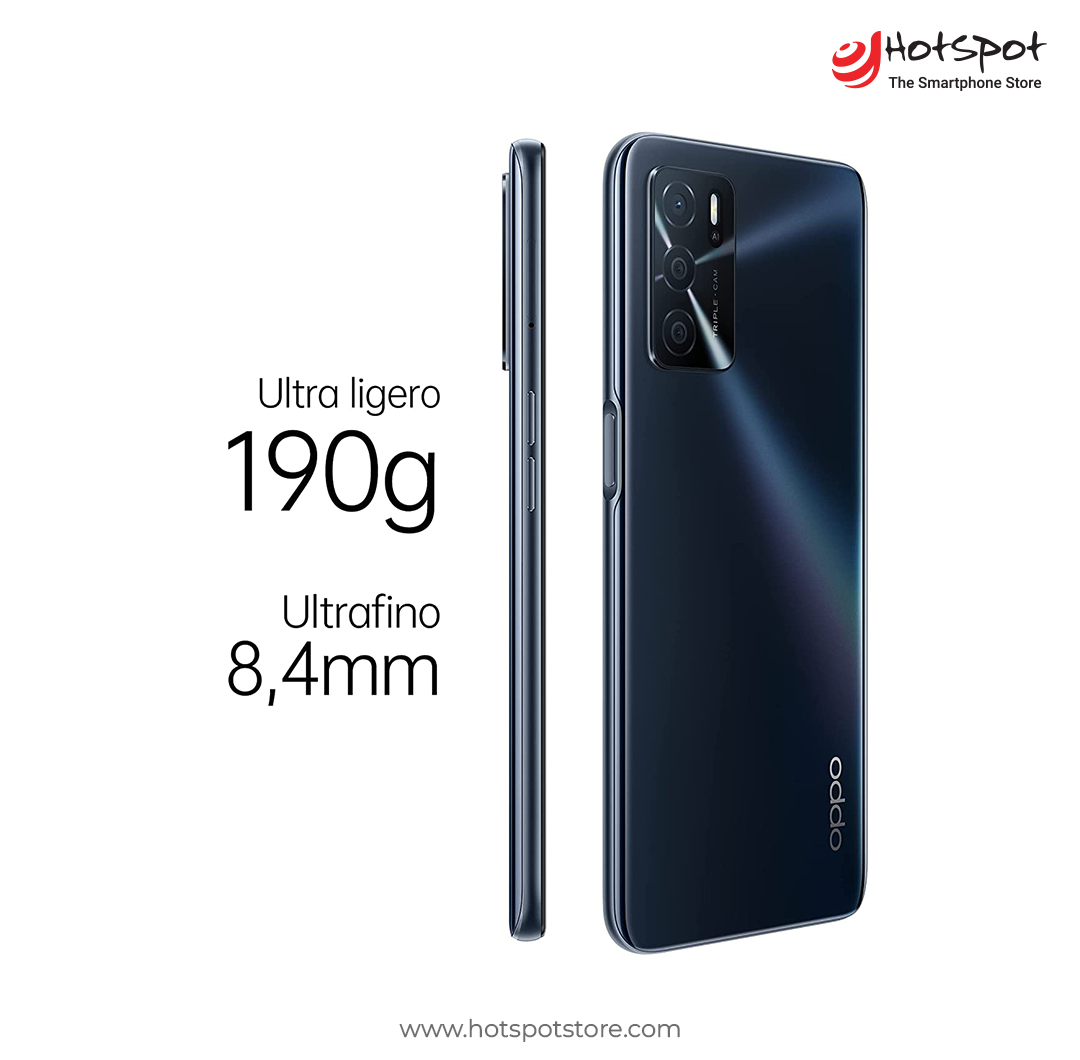 HOTSPOT
The Smartphone Store
Ultra ligero
190g
Ultrafino
8,4mm
AI
TRIPLE · CAM
oppo
www.hotspotstore.com